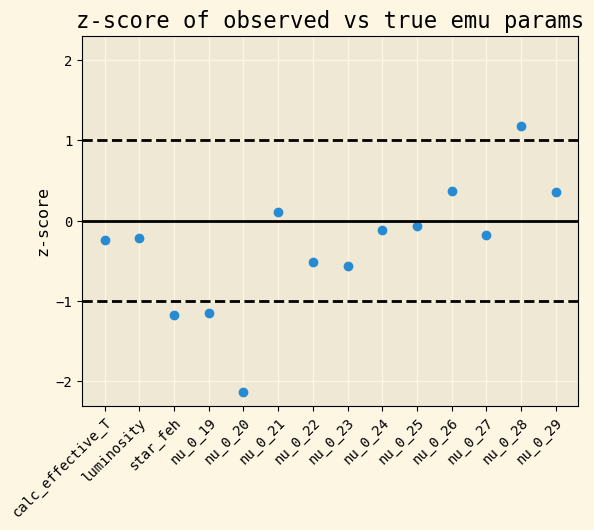 z-score of observed vs true emu params
z-score
2
1
0
−1
−2
calc_effective_T
luminosity
star_feh
nu_0_19
nu_0_20
nu_0_21
nu_0_22
nu_0_23
nu_0_24
nu_0_25
nu_0_26
nu_0_27
nu_0_28
nu_0_29